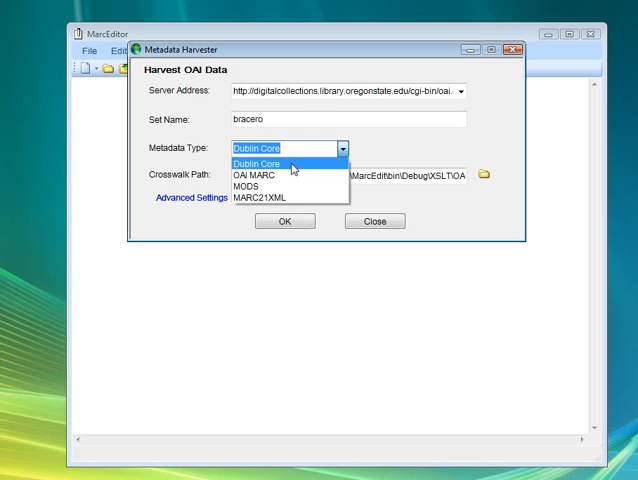 MarcEditor
File Edit
Metadata Harvester
Harvest OAI Data
Server Address: http://digitalcollections.library.oregonstate.edu/cgi-bin/oai.
Set Name: bracero
Metadata Type: Dublin Core
Dublin Core
Crosswalk Path: \MarcEdit\bin\Debug\XSLT\OA
OAI MARC
MODS
MARC21XML
Advanced Settings
OK Close